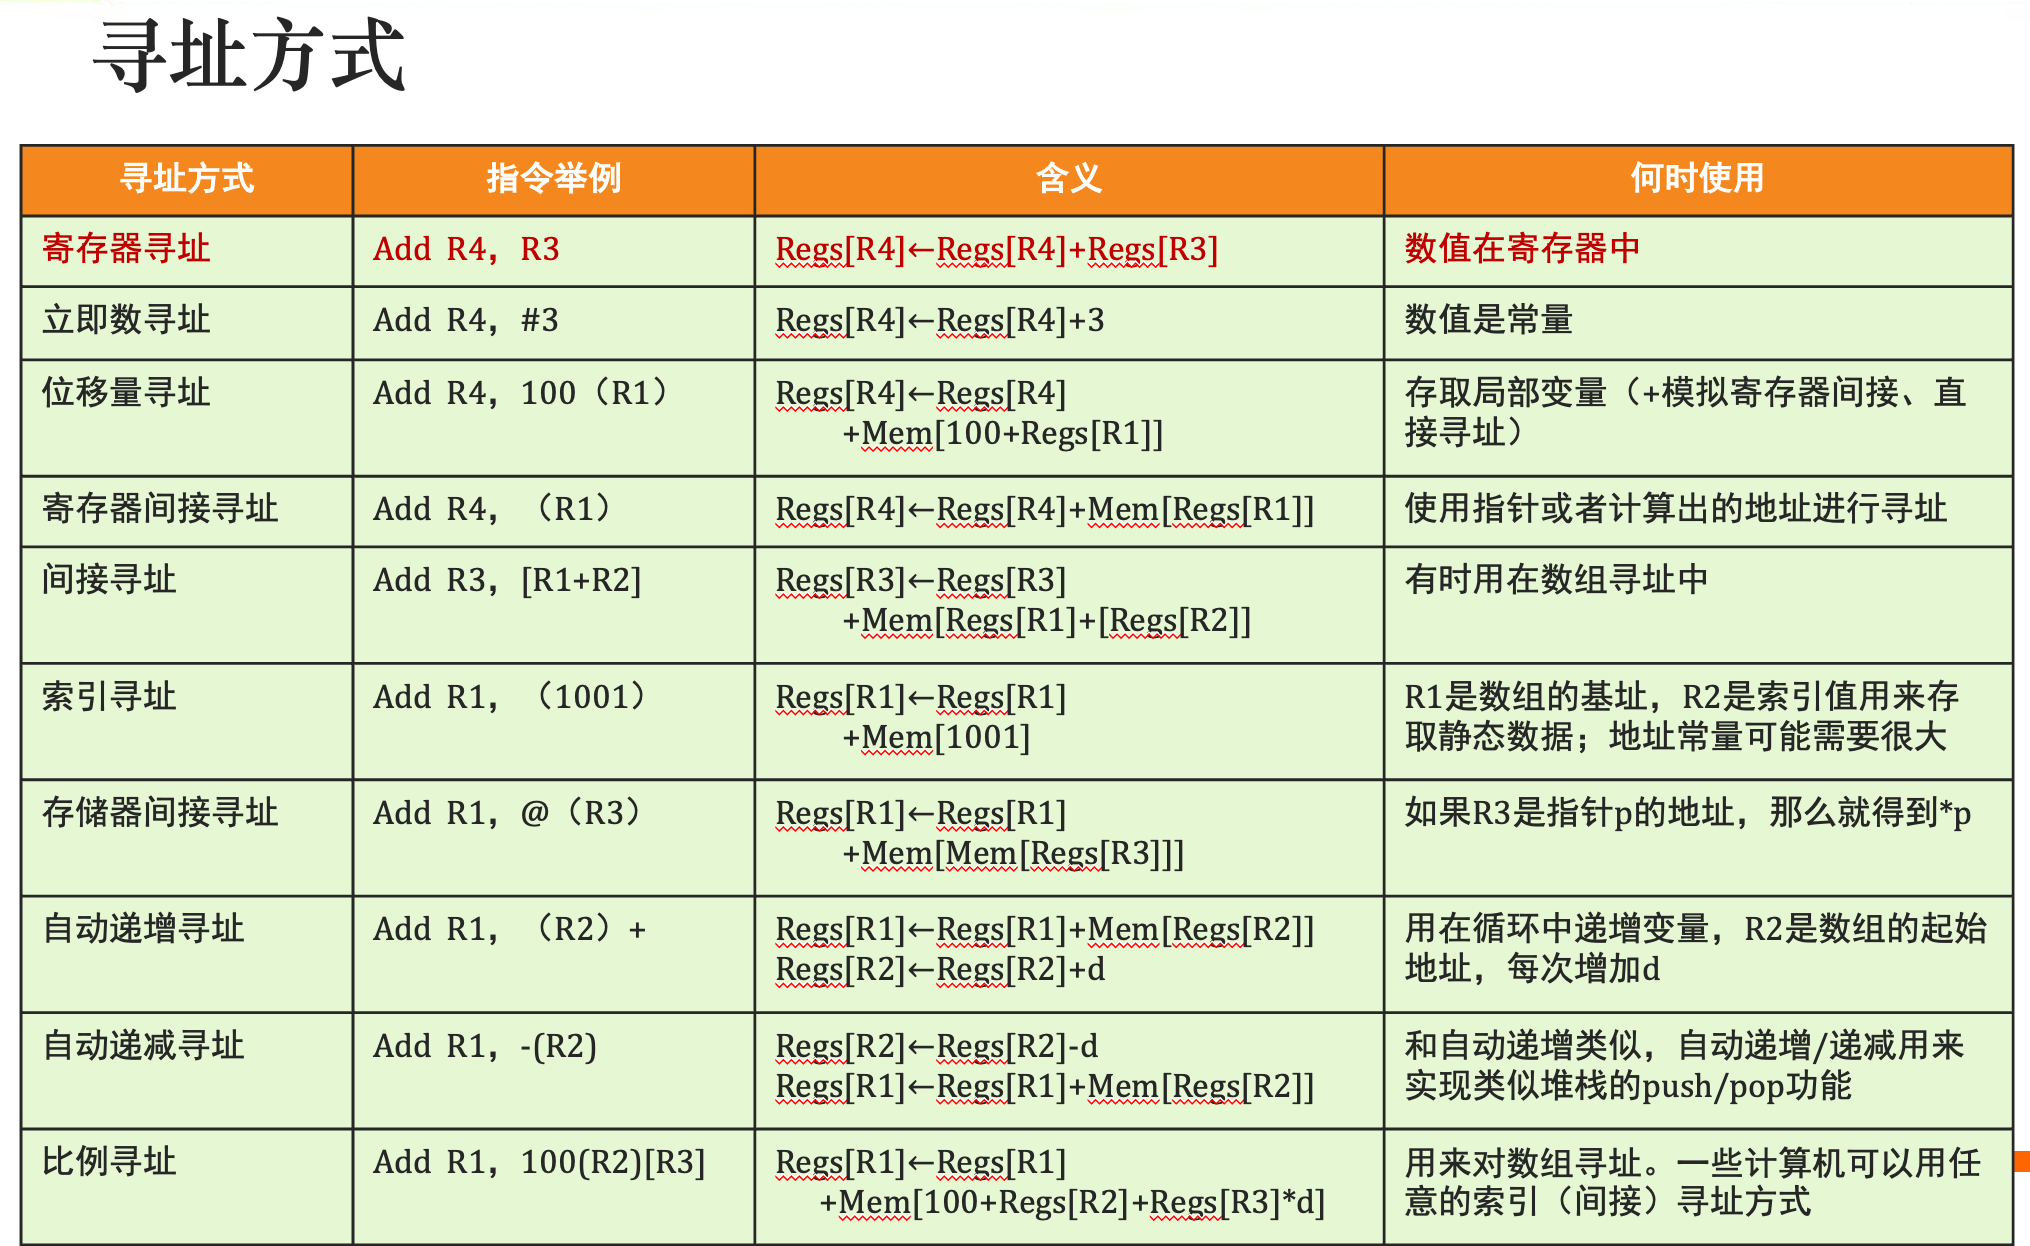 寻址方式
寻址方式 指令举例 含义 何时使用
寄存器寻址 Add R4，R3 Regs[R4]←Regs[R4]+Regs[R3] 数值在寄存器中
立即数寻址 Add R4，#3 Regs[R4]←Regs[R4]+3 数值是常量
位移量寻址 Add R4，100（R1） Regs[R4]←Regs[R4] 存取局部变量（+模拟寄存器间接、直
+Mem[100+Regs[R1]] 接寻址）
寄存器间接寻址 Add R4，（R1） Regs[R4]←Regs[R4]+Mem[Regs[R1]] 使用指针或者计算出的地址进行寻址
间接寻址 Add R3，[R1+R2] Regs[R3]←Regs[R3] 有时用在数组寻址中
+Mem[Regs[R1]+[Regs[R2]]
索引寻址 Add R1，（1001） Regs[R1]←Regs[R1] R1是数组的基址，R2是索引值用来存
+Mem[1001] 取静态数据；地址常量可能需要很大
存储器间接寻址 Add R1，@（R3） Regs[R1]←Regs[R1] 如果R3是指针p的地址，那么就得到*p
+Mem[Mem[Regs[R3]]]
自动递增寻址 Add R1，（R2）+ Regs[R1]←Regs[R1]+Mem[Regs[R2]] 用在循环中递增变量，R2是数组的起始
Regs[R2]←Regs[R2]+d 地址，每次增加d
自动递减寻址 Add R1，-(R2) Regs[R2]←Regs[R2]-d 和自动递增类似，自动递增/递减用来
Regs[R1]←Regs[R1]+Mem[Regs[R2]] 实现类似堆栈的push/pop功能
比例寻址 Add R1，100(R2)[R3] Regs[R1]←Regs[R1] 用来对数组寻址。一些计算机可以用任
+Mem[100+Regs[R2]+Regs[R3]*d] 意的索引（间接）寻址方式